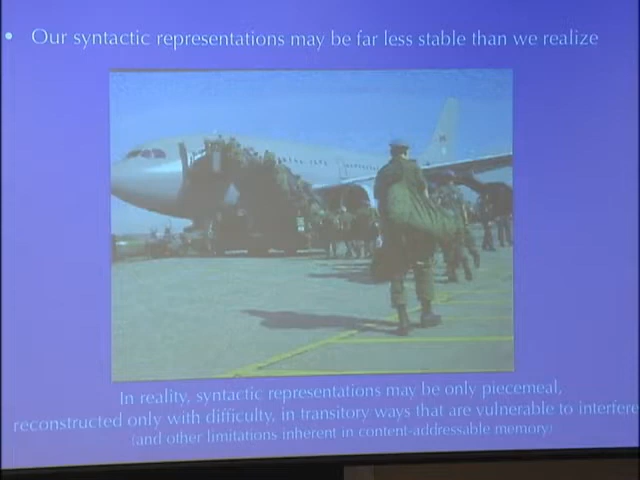 • Our syntactic representations may be far less stable than we realize
In reality, syntactic representations may be only piecemeal,
reconstructed only with difficulty, in transitory ways that are vulnerable to interfere
(and other limitations inherent in content-addressable memory)